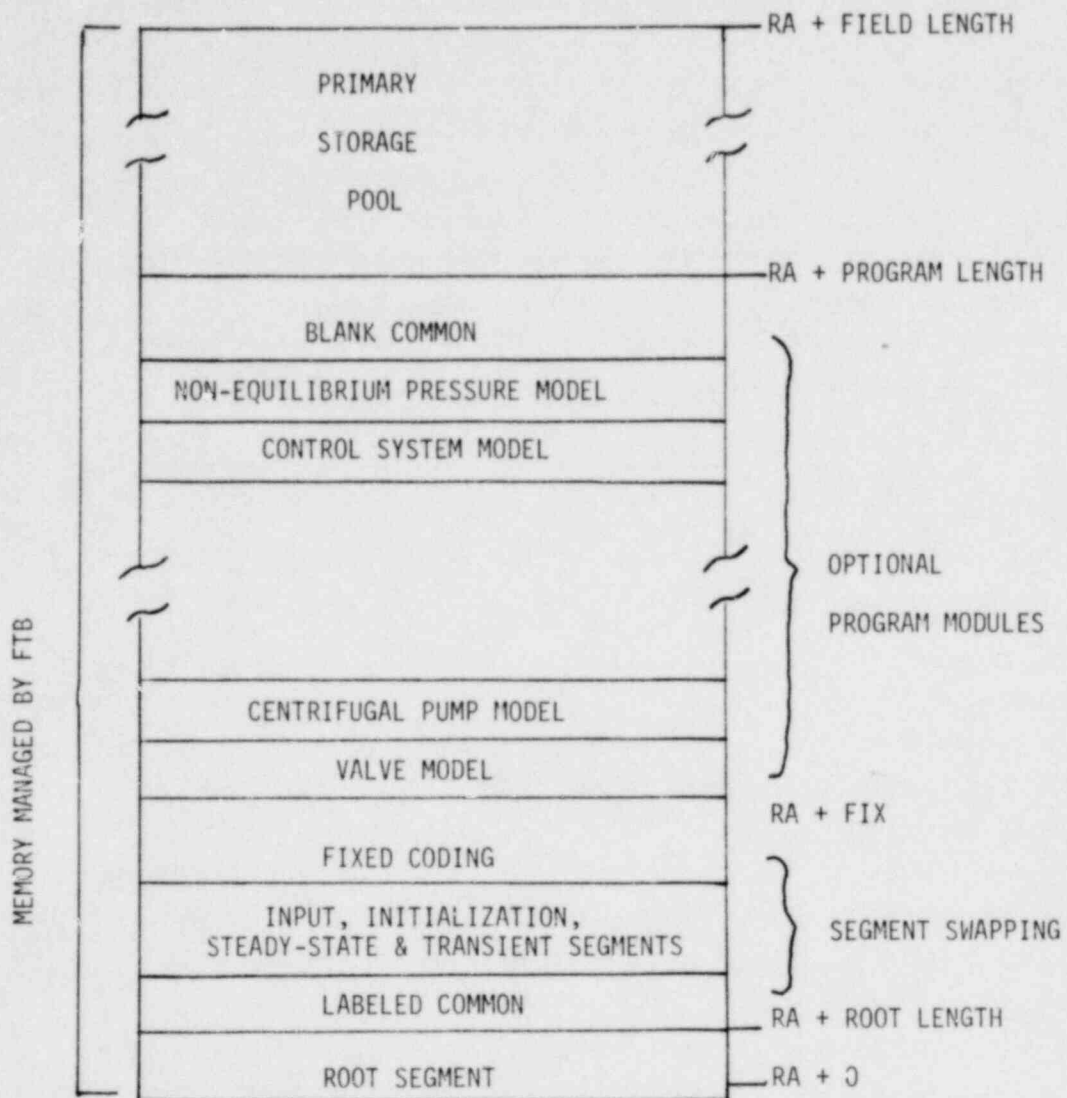 RA + FIELD LENGTH
PRIMARY
STORAGE
POOL
RA + PROGRAM LENGTH
BLANK COMMON
NON-EQUILIBRIUM PRESSURE MODEL
CONTROL SYSTEM MODEL
OPTIONAL
PROGRAM MODULES
MEMORY MANAGED BY FTB
CENTRIFUGAL PUMP MODEL
VALVE MODEL
RA + FIX
FIXED CODING
INPUT, INITIALIZATION,
STEADY-STATE & TRANSIENT SEGMENTS
SEGMENT SWAPPING
LABELED COMMON
RA + ROOT LENGTH
ROOT SEGMENT
RA + 0